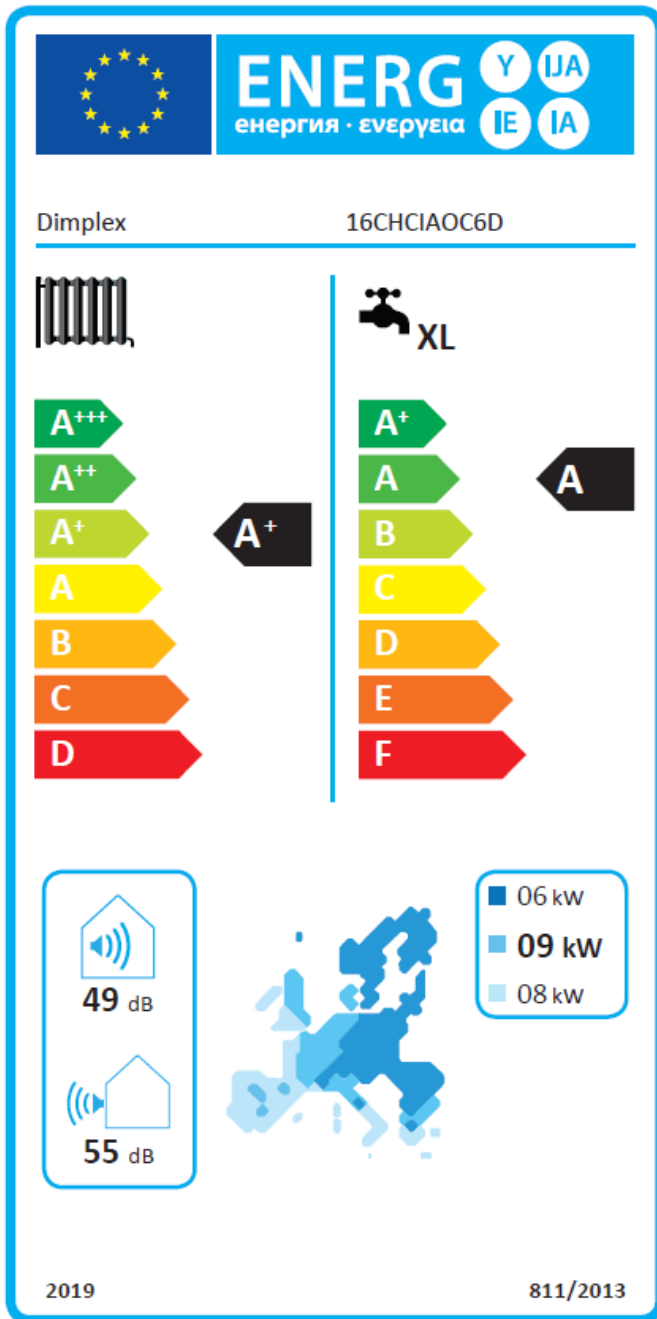 ENERG Y IJA
енергия · ενεργεια IE IA
Dimplex 16CHCIAOC6D
XL
A+++
A++
A+
A
B
C
D
A+
A+
A
B
C
D
E
F
A
49 dB
55 dB
06 kW
09 kW
08 kW
2019 811/2013